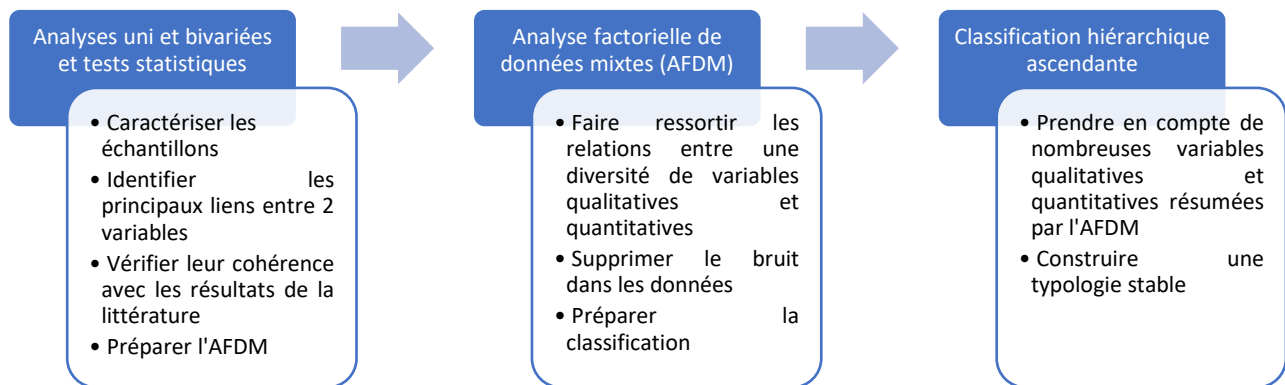 Analyses uni et bivariées
et tests statistiques
• Caractériser les
échantillons
• Identifier les
principaux liens entre 2
variables
• Vérifier leur cohérence
avec les résultats de la
littérature
• Préparer l'AFDM
Analyse factorielle de
données mixtes (AFDM)
• Faire ressortir les
relations entre une
diversité de variables
qualitatives et
quantitatives
• Supprimer le bruit
dans les données
• Préparer la
classification
Classification hiérarchique
ascendante
• Prendre en compte de
nombreuses variables
qualitatives et
quantitatives résumées
par l'AFDM
• Construire une
typologie stable